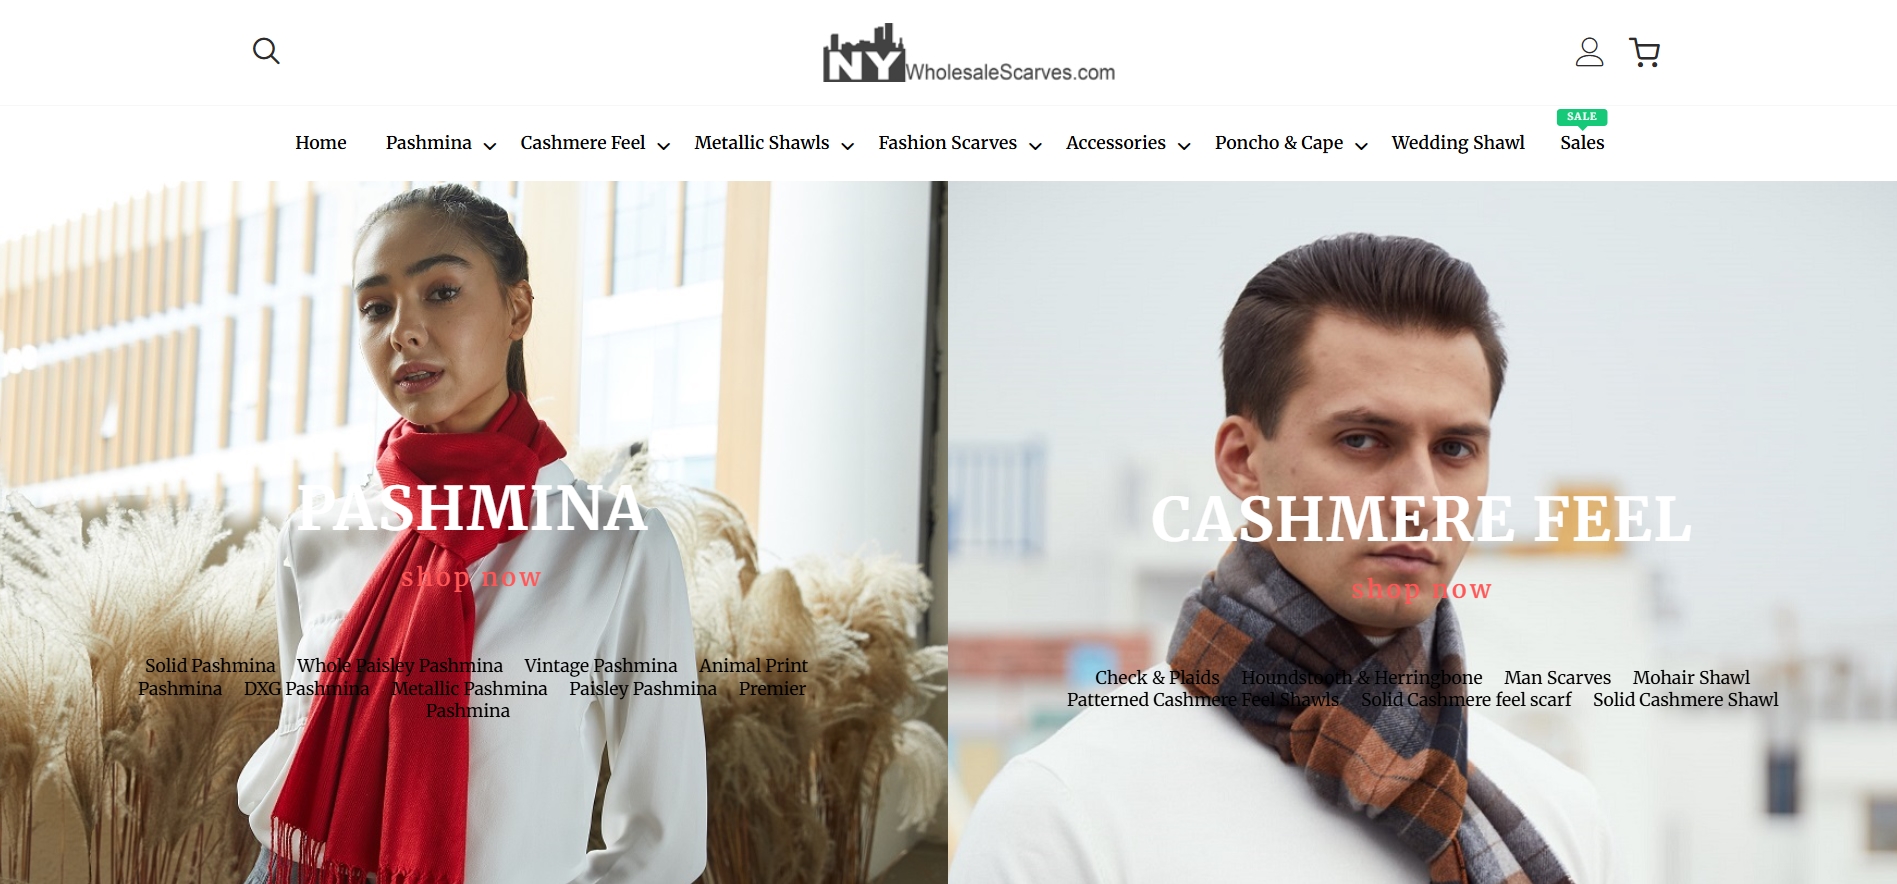 NY WholesaleScarves.com
SALE
Home Pashmina Cashmere Feel Metallic Shawls Fashion Scarves Accessories Poncho & Cape Wedding Shawl Sales
PASHMINA
shop now
Solid Pashmina Whole Paisley Pashmina Vintage Pashmina Animal Print
Pashmina DXG Pashmina Metallic Pashmina Paisley Pashmina Premier
Pashmina
CASHMERE FEEL
shop now
Check & Plaids Houndstooth & Herringbone Man Scarves Mohair Shawl
Patterned Cashmere Feel Shawls Solid Cashmere feel scarf Solid Cashmere Shawl